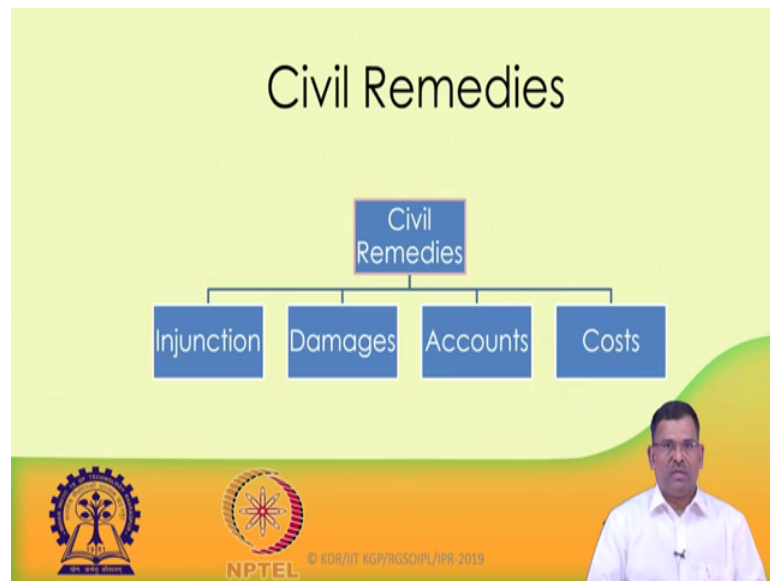 Civil Remedies
Civil
Remedies
Injunction
Damages
Accounts
Costs
NPTEL
© KDR/IIT KGP/RGSOIPL/IPR-2019